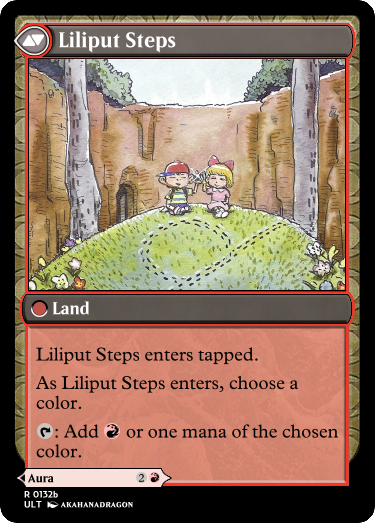 Liliput Steps
Land
Liliput Steps enters tapped.
As Liliput Steps enters, choose a
color.
: Add or one mana of the chosen
color.
Aura 2
R 0132b
ULT AKAHANADRAGON